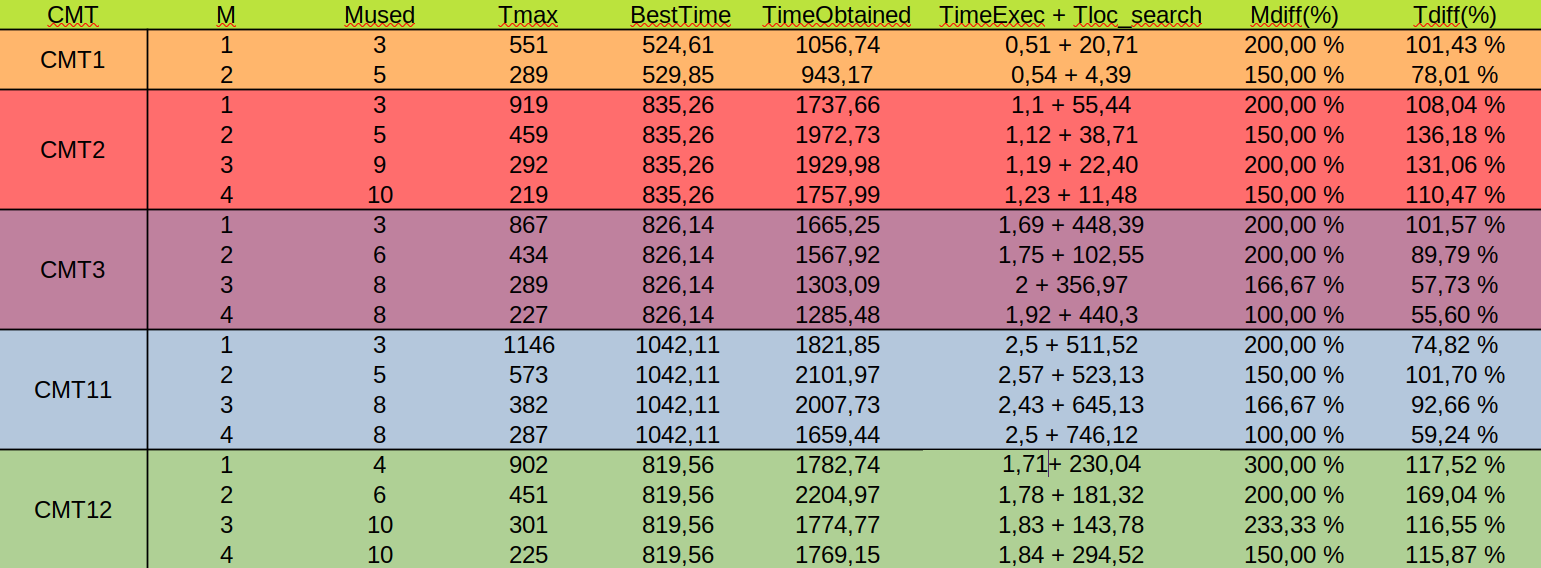 CMT M Mused Tmax BestTime TimeObtained TimeExec + Tloc_search Mdiff(%) Tdiff(%)
CMT1
1 3 551 524,61 1056,74 0,51 + 20,71 200,00 % 101,43 %
2 5 289 529,85 943,17 0,54 + 4,39 150,00 % 78,01 %
CMT2
1 3 919 835,26 1737,66 1,1 + 55,44 200,00 % 108,04 %
2 5 459 835,26 1972,73 1,12 + 38,71 150,00 % 136,18 %
3 9 292 835,26 1929,98 1,19 + 22,40 200,00 % 131,06 %
4 10 219 835,26 1757,99 1,23 + 11,48 150,00 % 110,47 %
CMT3
1 3 867 826,14 1665,25 1,69 + 448,39 200,00 % 101,57 %
2 6 434 826,14 1567,92 1,75 + 102,55 200,00 % 89,79 %
3 8 289 826,14 1303,09 2 + 356,97 166,67 % 57,73 %
4 8 227 826,14 1285,48 1,92 + 440,3 100,00 % 55,60 %
CMT11
1 3 1146 1042,11 1821,85 2,5 + 511,52 200,00 % 74,82 %
2 5 573 1042,11 2101,97 2,57 + 523,13 150,00 % 101,70 %
3 8 382 1042,11 2007,73 2,43 + 645,13 166,67 % 92,66 %
4 8 287 1042,11 1659,44 2,5 + 746,12 100,00 % 59,24 %
CMT12
1 4 902 819,56 1782,74 1,71+ 230,04 300,00 % 117,52 %
2 6 451 819,56 2204,97 1,78 + 181,32 200,00 % 169,04 %
3 10 301 819,56 1774,77 1,83 + 143,78 233,33 % 116,55 %
4 10 225 819,56 1769,15 1,84 + 294,52 150,00 % 115,87 %